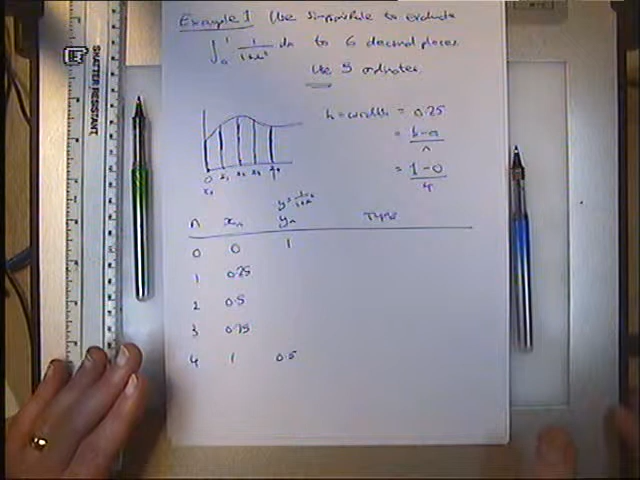 SHATTER RESISTANT
Example 1 Use Simpson's Rule to evaluate
∫₀¹ 1/(1+x²) dx to 6 decimal places
Use 5 ordinates.
h = width = 0.25
= b-a/n
= 1-0/4
0 x₁ x₂ x₃ x₄
x₀
y = 1/(1+x²)
n xₙ yₙ TYPE
0 0 1
1 0.25
2 0.5
3 0.75
4 1 0.5